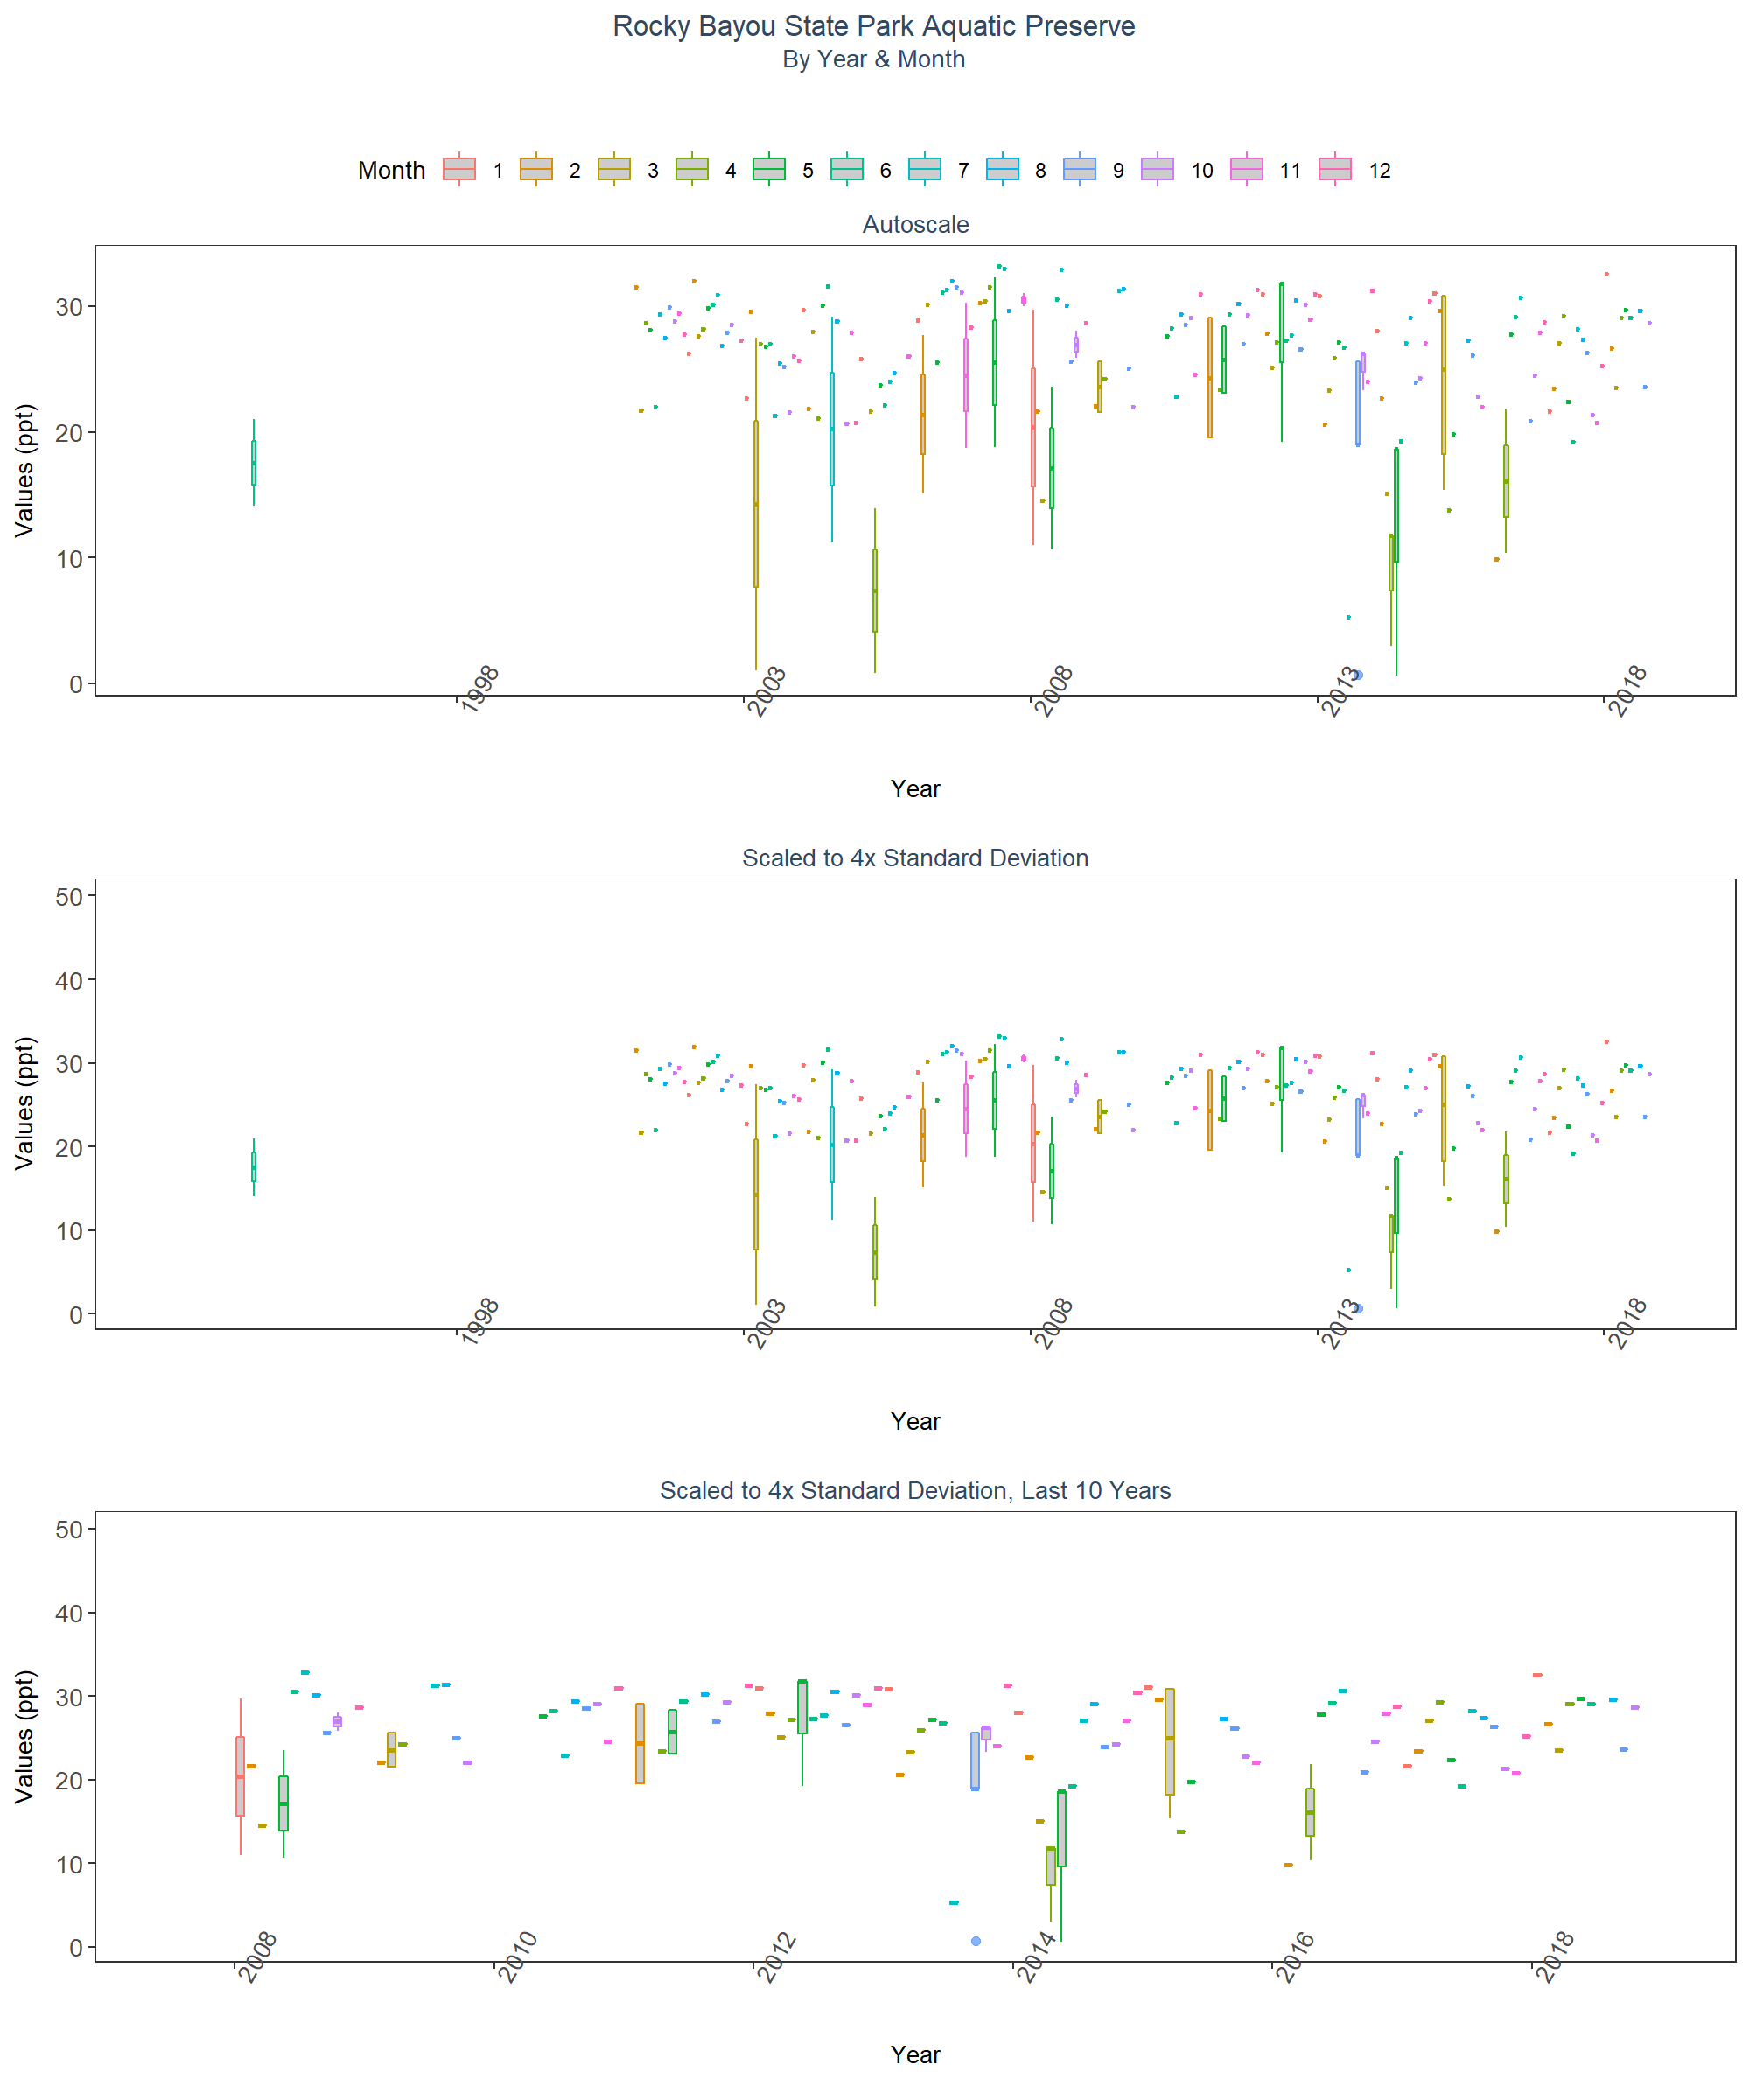 Rocky Bayou State Park Aquatic Preserve
By Year & Month
Month 1 2 3 4 5 6 7 8 9 10 11 12
Autoscale
Values (ppt)
30
20
10
0
1998 2003 2008 2013 2018
Year
Scaled to 4x Standard Deviation
Values (ppt)
50
40
30
20
10
0
1998 2003 2008 2013 2018
Year
Scaled to 4x Standard Deviation, Last 10 Years
Values (ppt)
50
40
30
20
10
0
2008 2010 2012 2014 2016 2018
Year